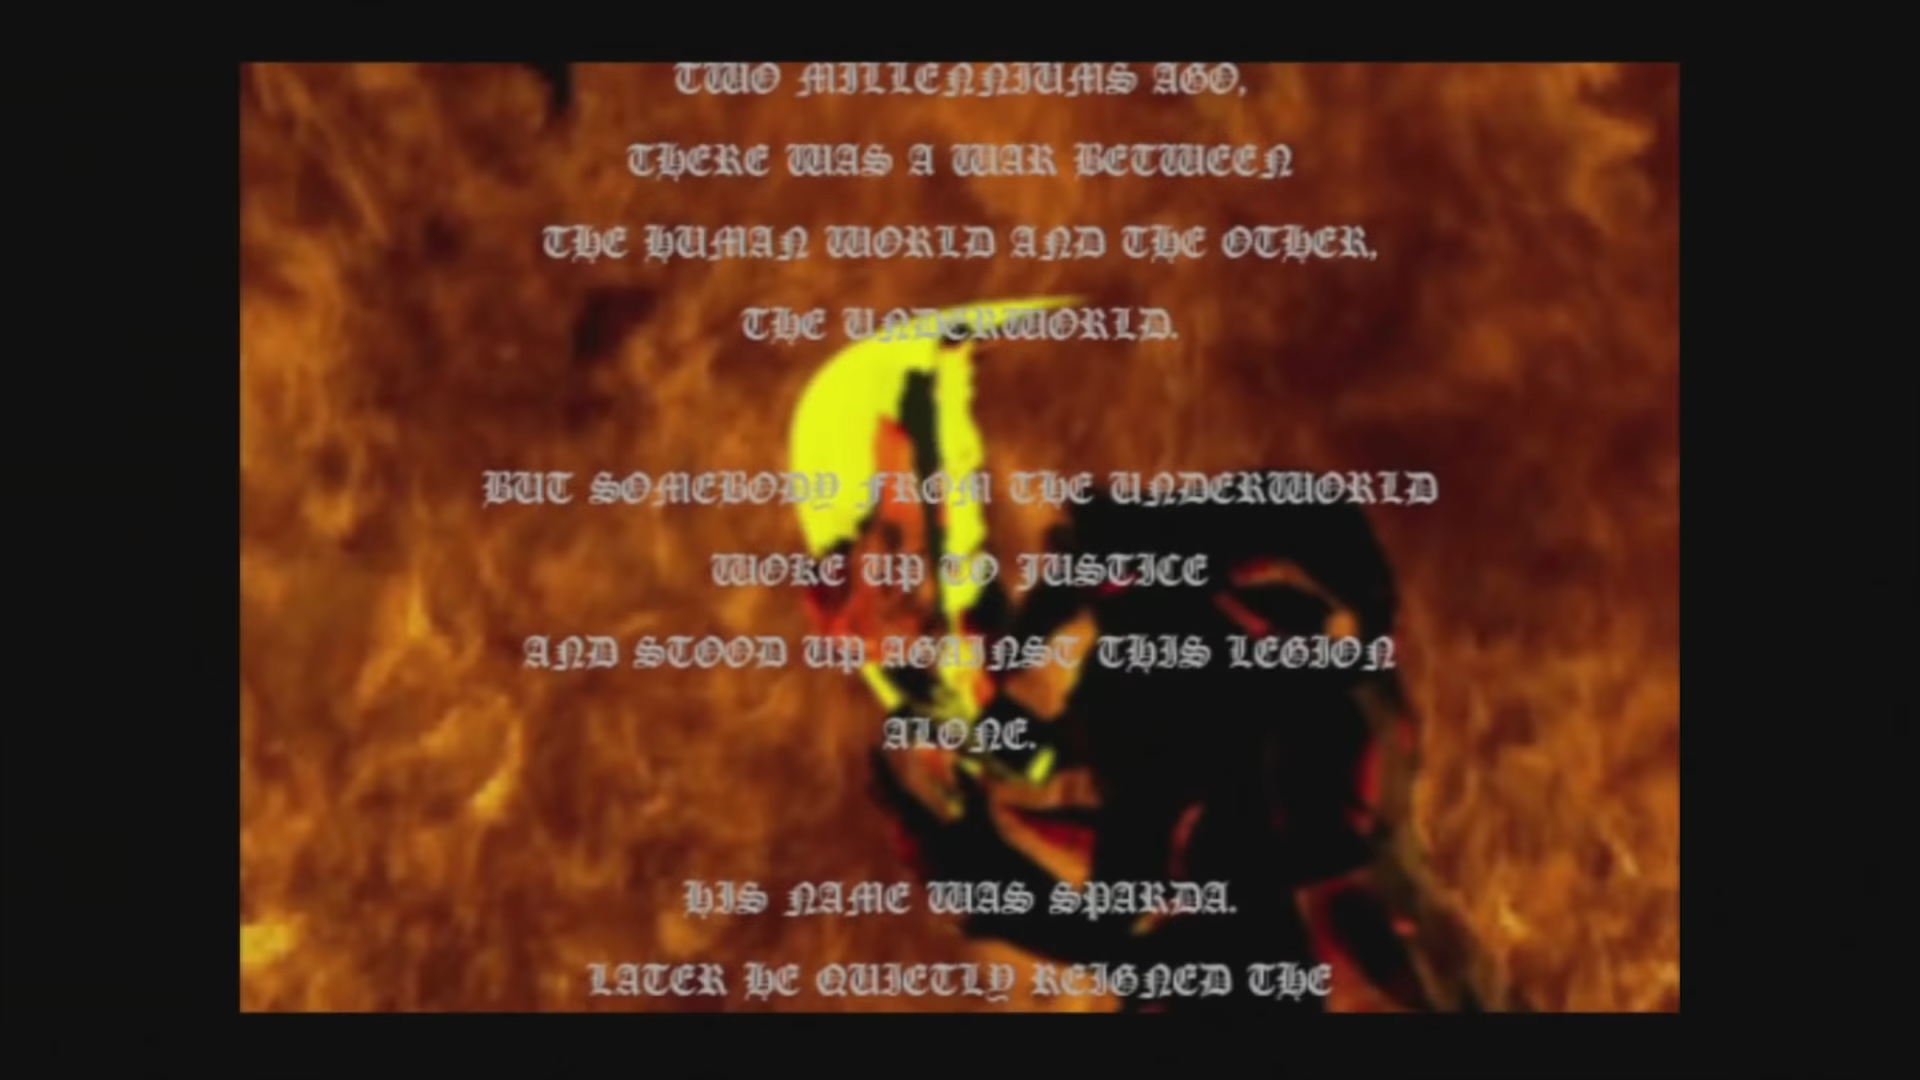 TWO MILLENNIUMS AGO,
THERE WAS A WAR BETWEEN
THE HUMAN WORLD AND THE OTHER,
THE UNDERWORLD.
BUT SOMEBODY FROM THE UNDERWORLD
WOKE UP TO JUSTICE
AND STOOD UP AGAINST THIS LEGION
ALONE.
HIS NAME WAS SPARDA.
LATER HE QUIETLY REIGNED THE